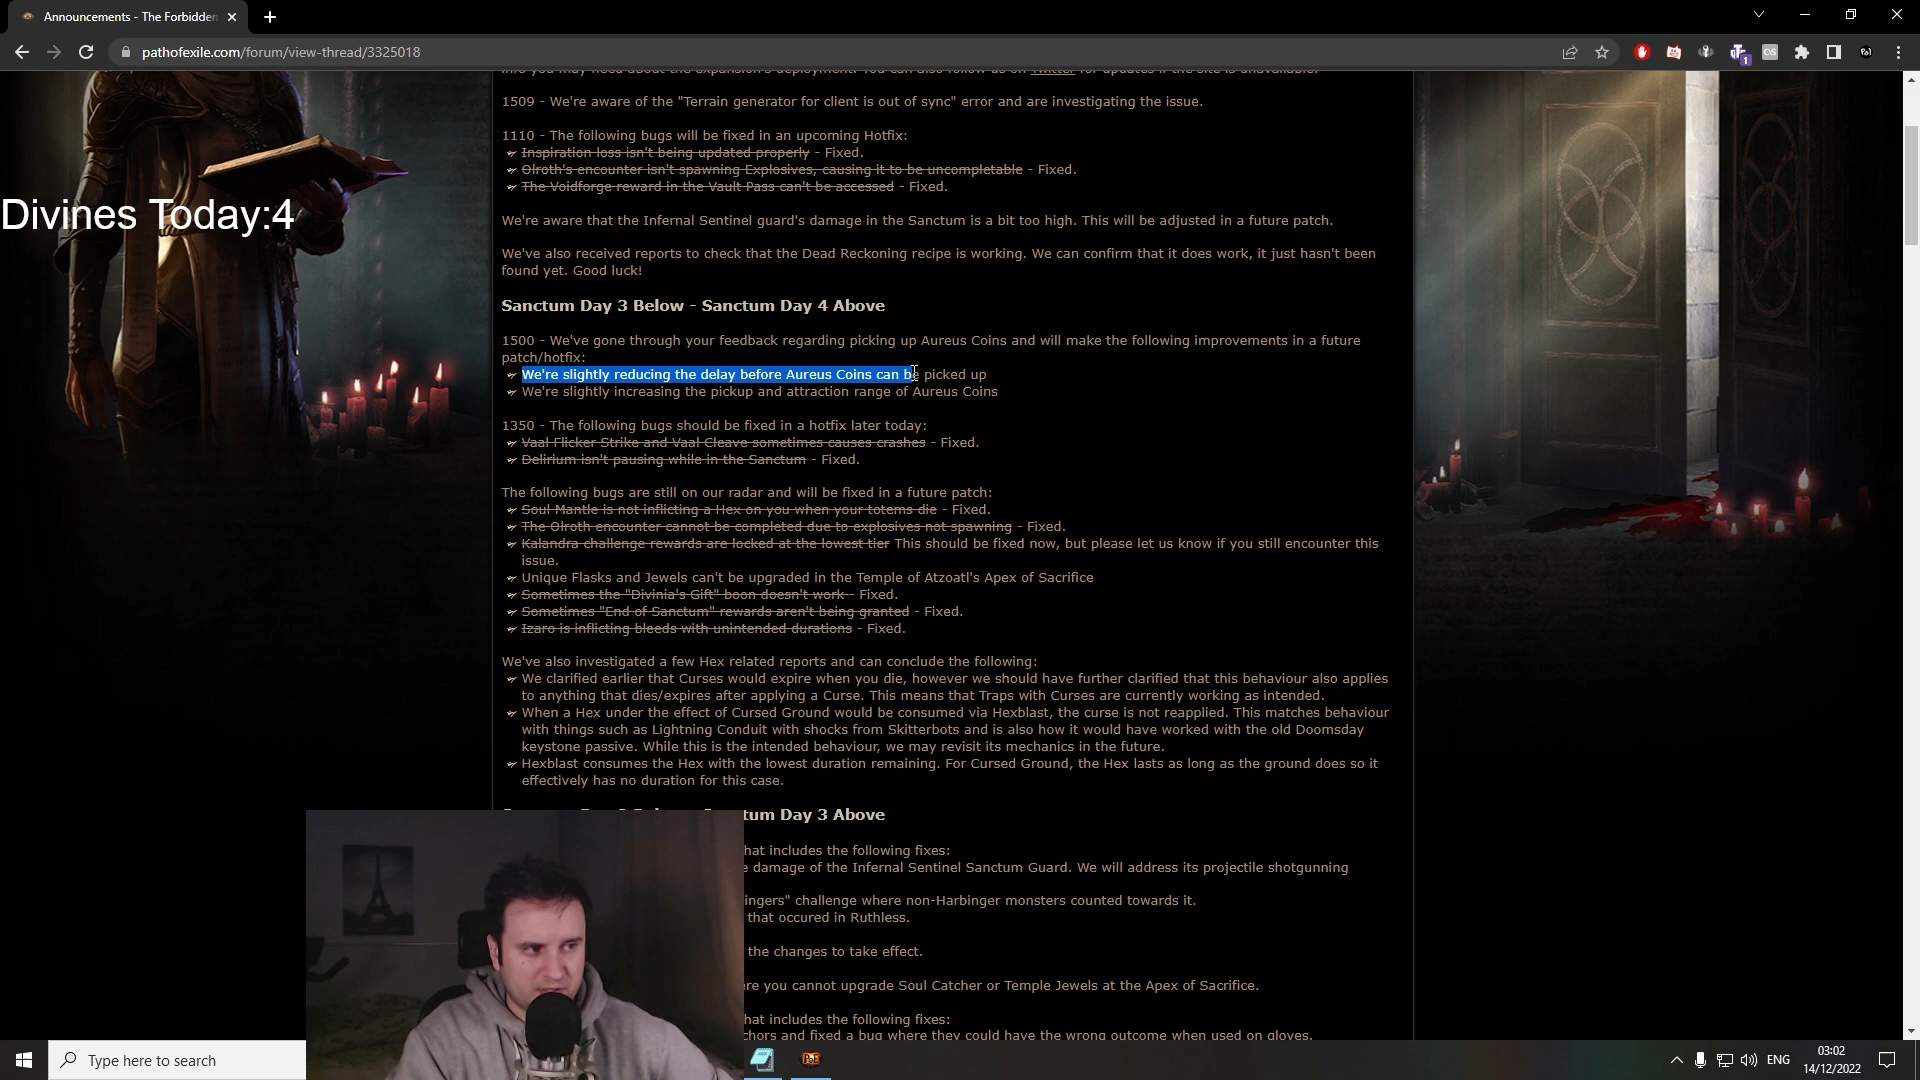 Announcements - The Forbidden
pathofexile.com/forum/view-thread/3325018
1
info you may need about the expansion's deployment. You can also follow us on Twitter for updates if the site is unavailable.
1509 - We're aware of the "Terrain generator for client is out of sync" error and are investigating the issue.
1110 - The following bugs will be fixed in an upcoming Hotfix:
Inspiration loss isn't being updated properly - Fixed.
Olroth's encounter isn't spawning Explosives, causing it to be uncompletable - Fixed.
The Voidforge reward in the Vault Pass can't be accessed - Fixed.
Divines Today:4
We're aware that the Infernal Sentinel guard's damage in the Sanctum is a bit too high. This will be adjusted in a future patch.
We've also received reports to check that the Dead Reckoning recipe is working. We can confirm that it does work, it just hasn't been
found yet. Good luck!
Sanctum Day 3 Below - Sanctum Day 4 Above
1500 - We've gone through your feedback regarding picking up Aureus Coins and will make the following improvements in a future
patch/hotfix:
We're slightly reducing the delay before Aureus Coins can be picked up
We're slightly increasing the pickup and attraction range of Aureus Coins
1350 - The following bugs should be fixed in a hotfix later today:
Vaal Flicker Strike and Vaal Cleave sometimes causes crashes - Fixed.
Delirium isn't pausing while in the Sanctum - Fixed.
The following bugs are still on our radar and will be fixed in a future patch:
Soul Mantle is not inflicting a Hex on you when your totems die - Fixed.
The Olroth encounter cannot be completed due to explosives not spawning - Fixed.
Kalandra challenge rewards are locked at the lowest tier This should be fixed now, but please let us know if you still encounter this
issue.
Unique Flasks and Jewels can't be upgraded in the Temple of Atzoatl's Apex of Sacrifice
Sometimes the "Divinia's Gift" boon doesn't work - Fixed.
Sometimes "End of Sanctum" rewards aren't being granted - Fixed.
Izaro is inflicting bleeds with unintended durations - Fixed.
We've also investigated a few Hex related reports and can conclude the following:
We clarified earlier that Curses would expire when you die, however we should have further clarified that this behaviour also applies
to anything that dies/expires after applying a Curse. This means that Traps with Curses are currently working as intended.
When a Hex under the effect of Cursed Ground would be consumed via Hexblast, the curse is not reapplied. This matches behaviour
with things such as Lightning Conduit with shocks from Skitterbots and is also how it would have worked with the old Doomsday
keystone passive. While this is the intended behaviour, we may revisit its mechanics in the future.
Hexblast consumes the Hex with the lowest duration remaining. For Cursed Ground, the Hex lasts as long as the ground does so it
effectively has no duration for this case.
tum Day 3 Above
hat includes the following fixes:
damage of the Infernal Sentinel Sanctum Guard. We will address its projectile shotgunning
ingers" challenge where non-Harbinger monsters counted towards it.
that occured in Ruthless.
the changes to take effect.
re you cannot upgrade Soul Catcher or Temple Jewels at the Apex of Sacrifice.
hat includes the following fixes:
chors and fixed a bug where they could have the wrong outcome when used on gloves.
Type here to search
PoE
ENG
03:02
14/12/2022